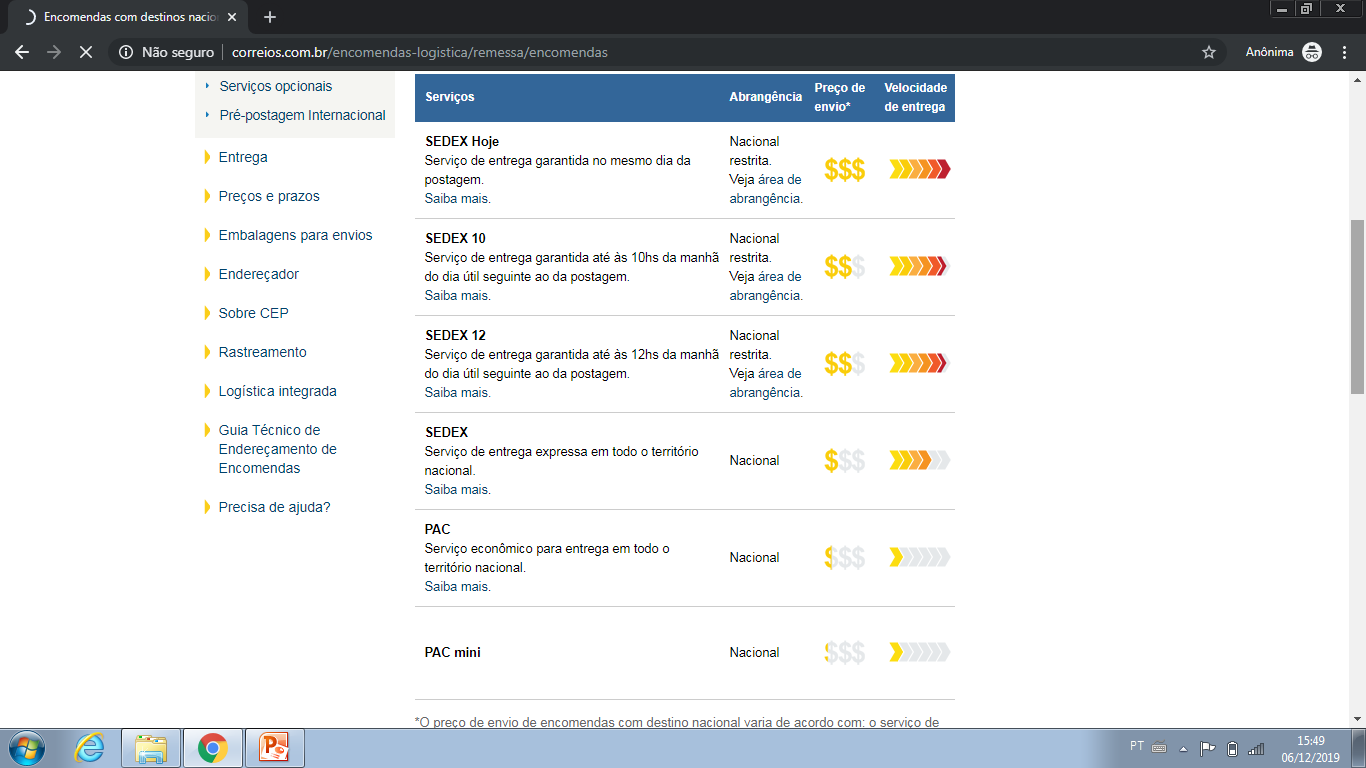 Encomendas com destinos nacio
Não seguro
correios.com.br/encomendas-logistica/remessa/encomendas
Anônima
Serviços opcionais
Pré-postagem Internacional
Entrega
Preços e prazos
Embalagens para envios
Endereçador
Sobre CEP
Rastreamento
Logística integrada
Guia Técnico de
Endereçamento de
Encomendas
Precisa de ajuda?
Serviços
Abrangência
Preço de
envio*
Velocidade
de entrega
SEDEX Hoje
Serviço de entrega garantida no mesmo dia da
postagem.
Saiba mais.
Nacional
restrita.
Veja área de
abrangência.
$$$
SEDEX 10
Serviço de entrega garantida até às 10hs da manhã
do dia útil seguinte ao da postagem.
Saiba mais.
Nacional
restrita.
Veja área de
abrangência.
$$$
SEDEX 12
Serviço de entrega garantida até às 12hs da manhã
do dia útil seguinte ao da postagem.
Saiba mais.
Nacional
restrita.
Veja área de
abrangência.
$$$
SEDEX
Serviço de entrega expressa em todo o território
nacional.
Saiba mais.
Nacional
$$$
PAC
Serviço econômico para entrega em todo o
território nacional.
Saiba mais.
Nacional
$$$
PAC mini
Nacional
$$$
*O preço de envio de encomendas com destino nacional varia de acordo com: o serviço de
PT
15:49
06/12/2019